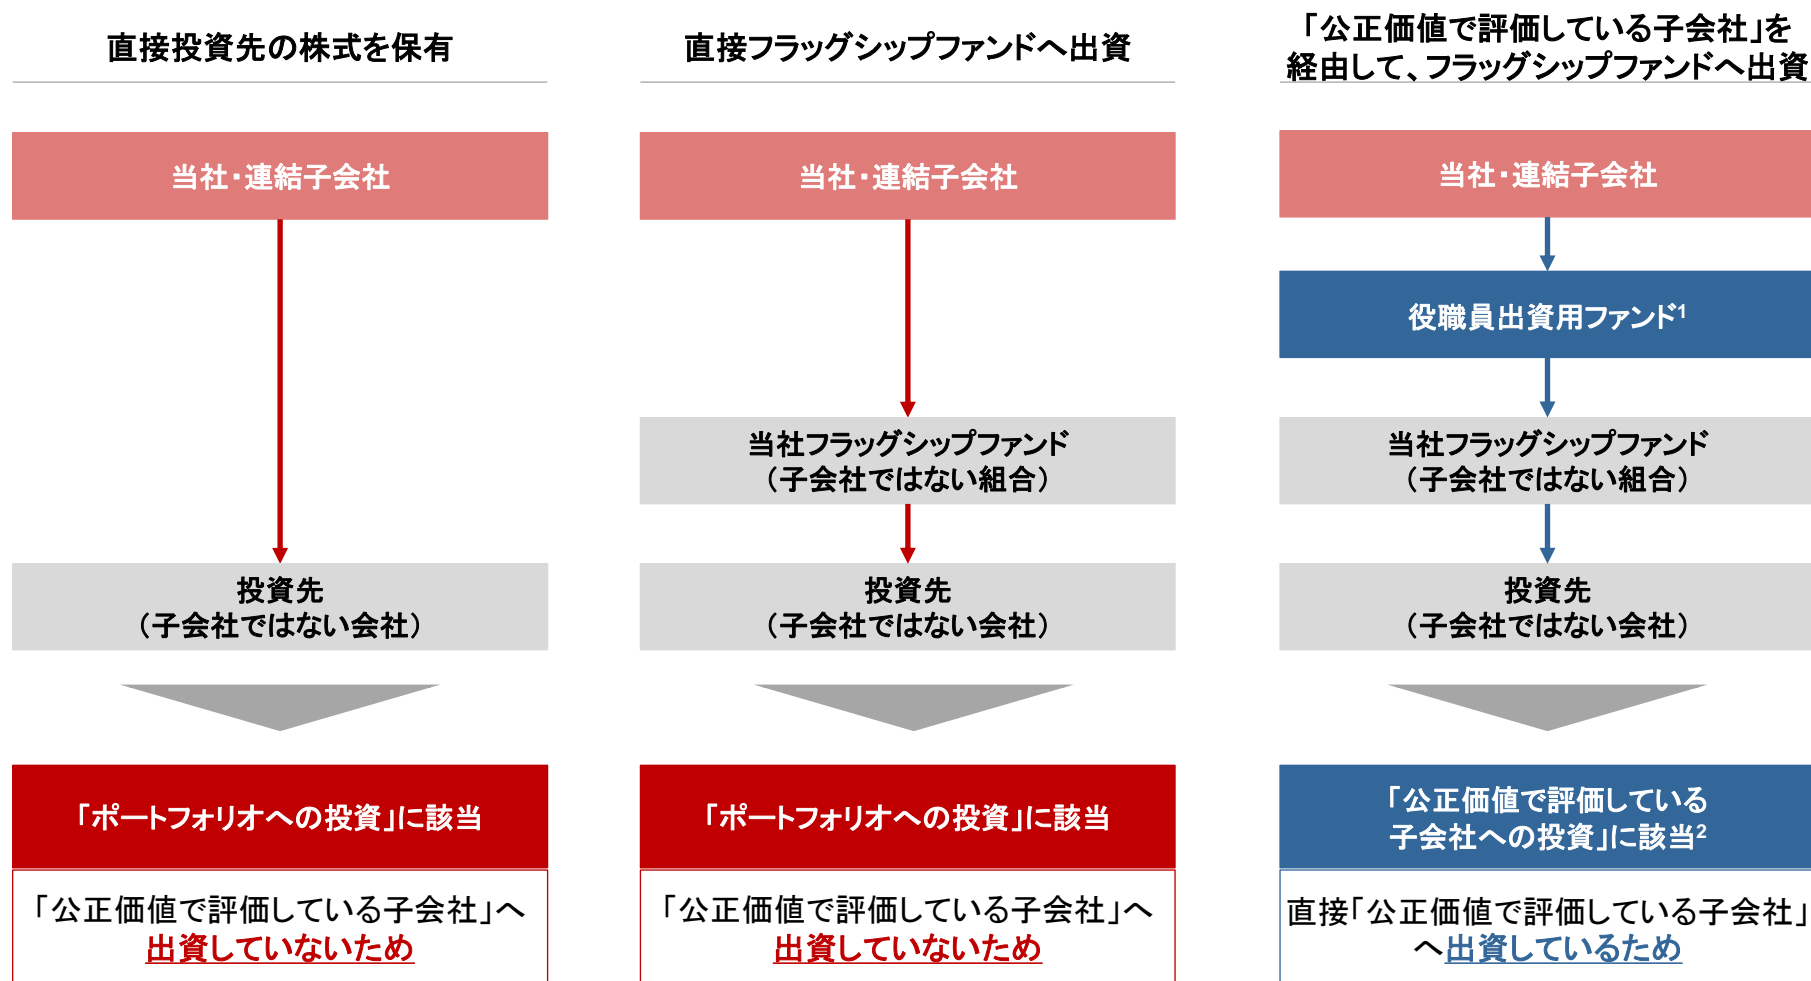 直接投資先の株式を保有
当社・連結子会社
投資先
（子会社ではない会社）
「ポートフォリオへの投資」に該当
「公正価値で評価している子会社」へ
出資していないため
直接フラッグシップファンドへ出資
当社・連結子会社
当社フラッグシップファンド
（子会社ではない組合）
投資先
（子会社ではない会社）
「ポートフォリオへの投資」に該当
「公正価値で評価している子会社」へ
出資していないため
「公正価値で評価している子会社」を
経由して、フラッグシップファンドへ出資
当社・連結子会社
役職員出資用ファンド¹
当社フラッグシップファンド
（子会社ではない組合）
投資先
（子会社ではない会社）
「公正価値で評価している
子会社への投資」に該当²
直接「公正価値で評価している子会社」
へ出資しているため